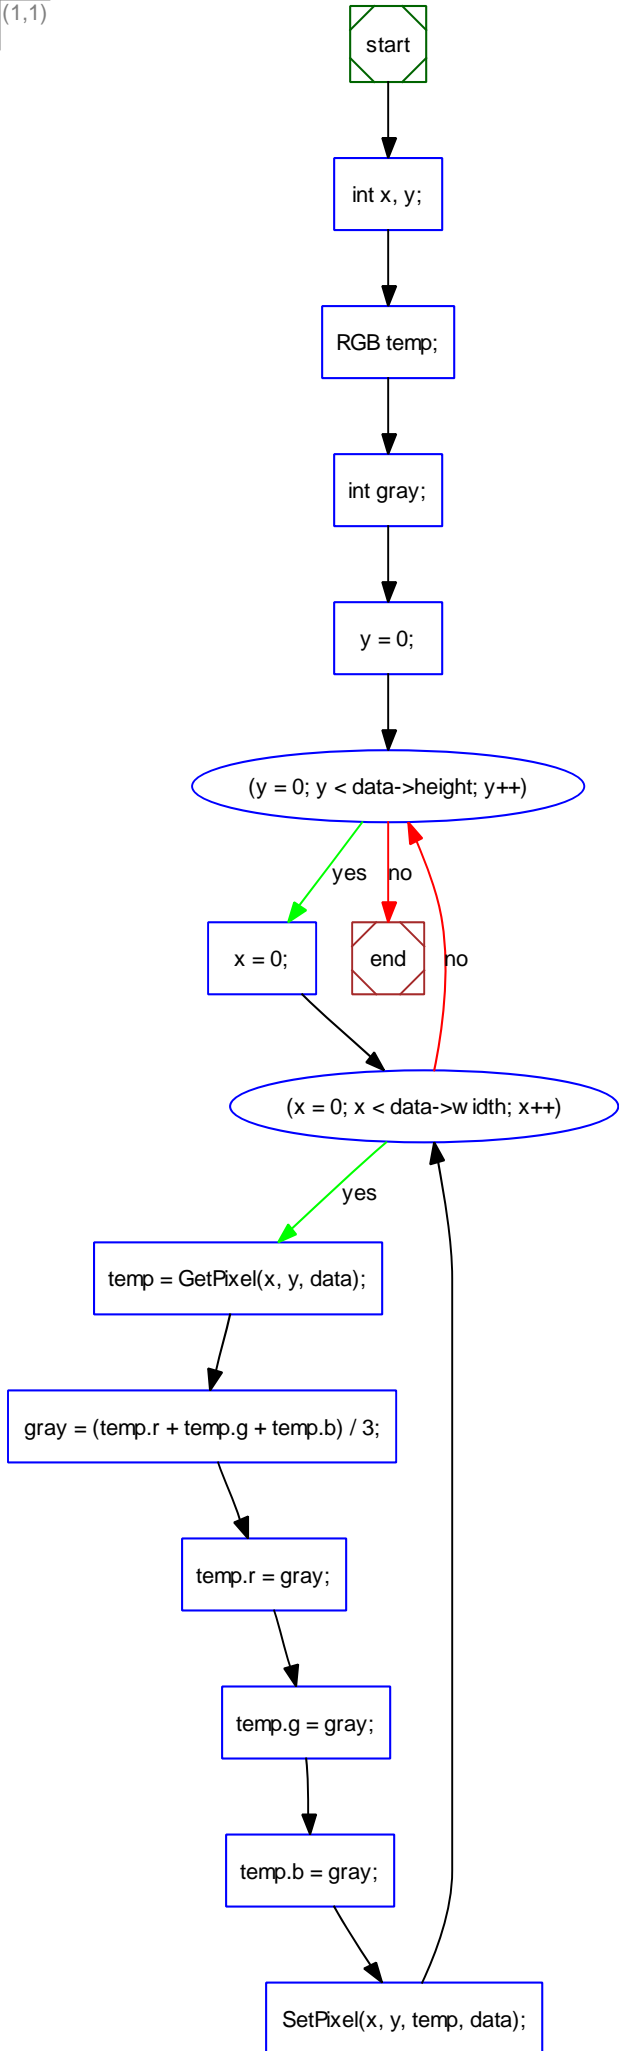 (1,1)
start
int x, y;
RGB temp;
int gray;
y = 0;
(y = 0; y < data->height; y++)
yes
no
x = 0;
end
no
(x = 0; x < data->width; x++)
yes
temp = GetPixel(x, y, data);
gray = (temp.r + temp.g + temp.b) / 3;
temp.r = gray;
temp.g = gray;
temp.b = gray;
SetPixel(x, y, temp, data);